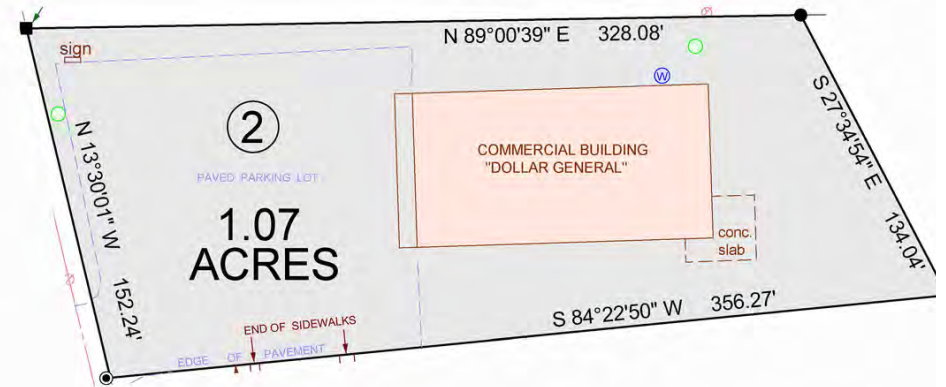 N 89°00'39" E 328.08'
sign
W
S 27°34'54" E 134.04'
2
COMMERCIAL BUILDING
"DOLLAR GENERAL"
N 13°30'01" W 152.24'
PAVED PARKING LOT
1.07
ACRES
conc.
slab
S 84°22'50" W 356.27'
END OF SIDEWALKS
EDGE OF PAVEMENT